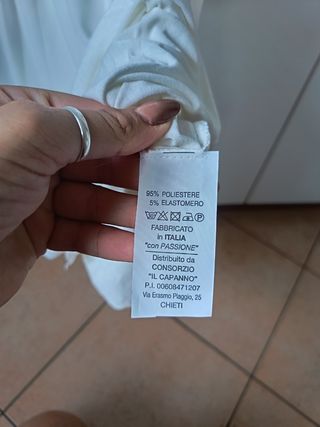 95% POLIESTERE
5% ELASTOMERO
FABBRICATO
in ITALIA
"con PASSIONE"
Distribuito da
CONSORZIO
"IL CAPANNO"
P.I. 00608471207
Via Erasmo Piaggio, 25
CHIETI